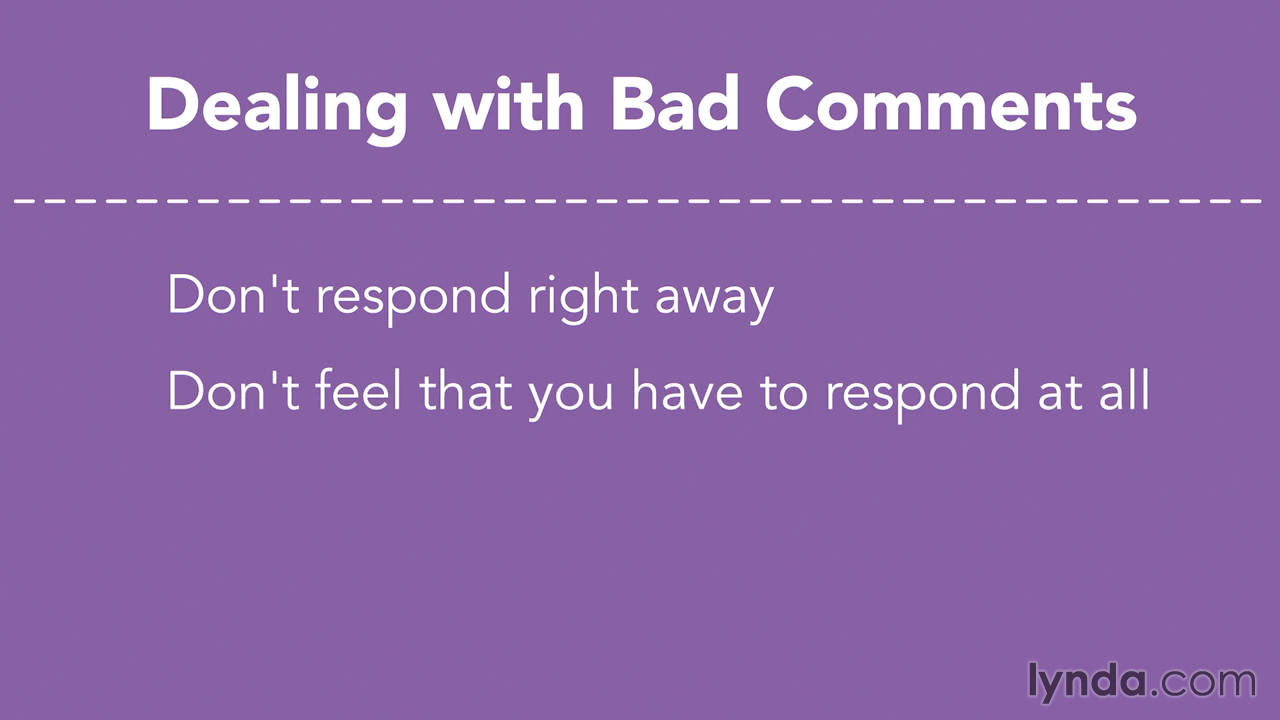 Dealing with Bad Comments
Don't respond right away
Don't feel that you have to respond at all
lynda.com